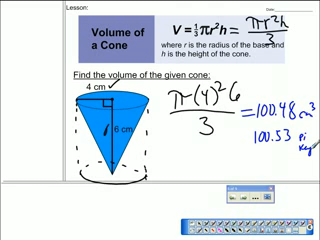 Lesson:
Volume of a Cone
V = ⅓πr²h = πr²h/3
where r is the radius of the base and
h is the height of the cone.
Find the volume of the given cone:
4 cm ✓
6 cm
π(4)²6/3
=100.48 cm³
100.53 pi
key